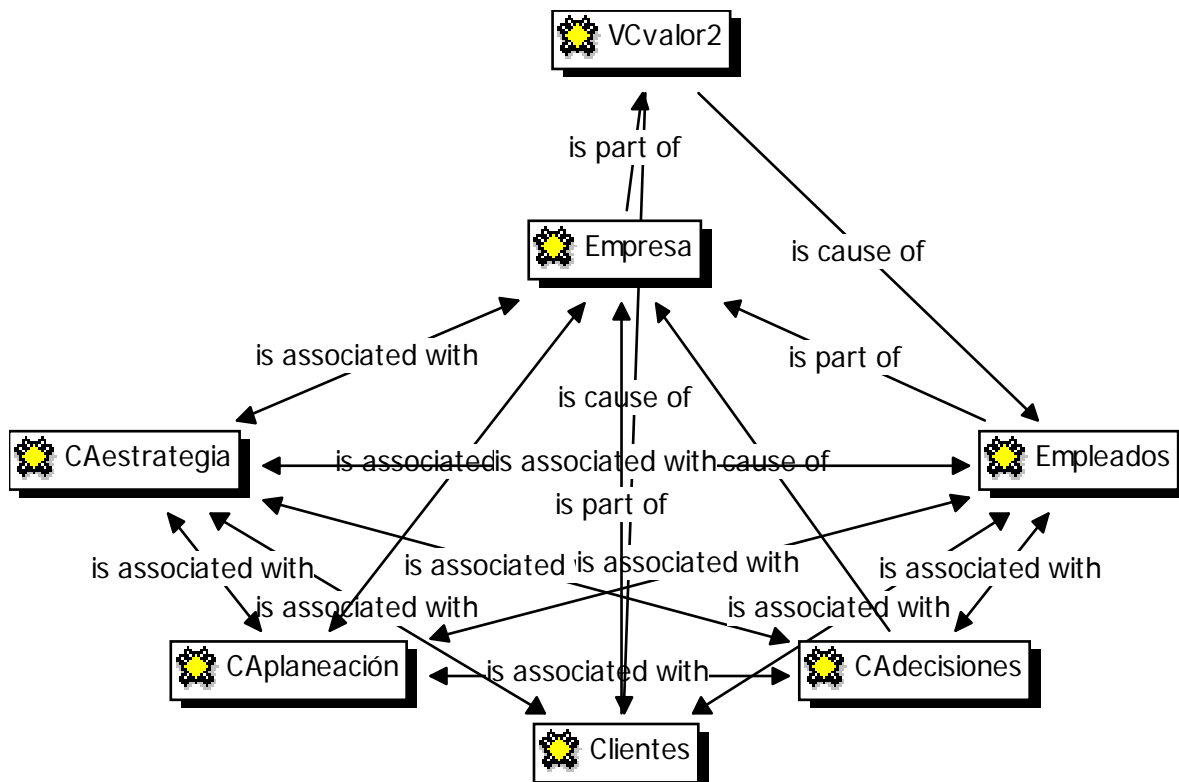 VCvalor2
is part of
Empresa
is cause of
is associated with
is part of
is cause of
CAestrategia
is associated
is associated with
cause of
Empleados
is part of
is associated with
is associated
is associated with
is associated with
is associated with
is associated with
CAplaneación
is associated with
CAdecisiones
Clientes